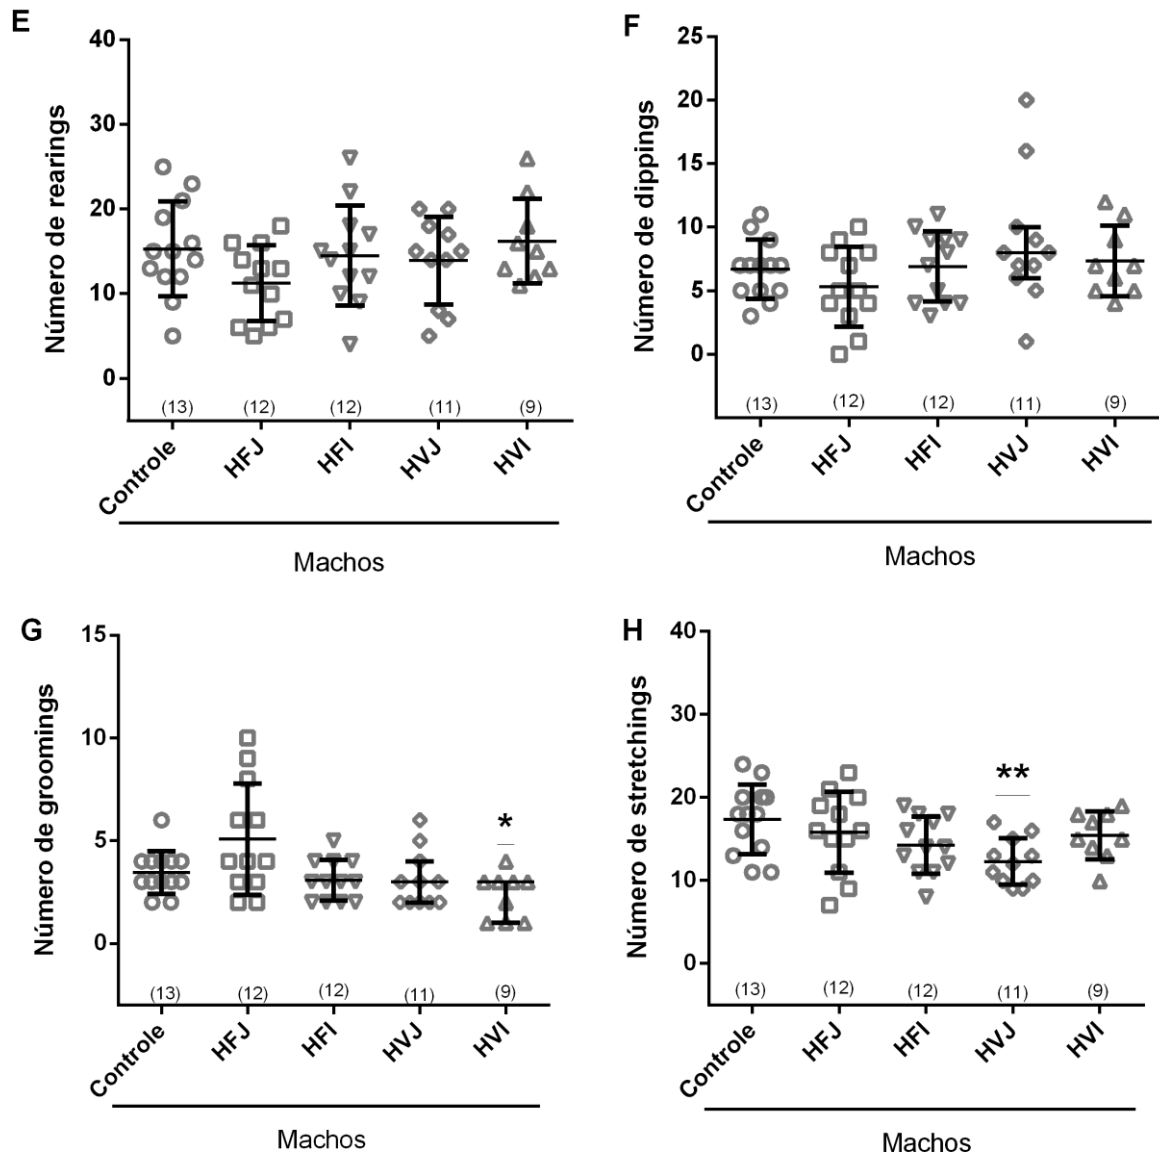 E
Número de rearings
40
30
20
10
0
(13) (12) (12) (11) (9)
Controle HFJ HFI HVJ HVI
Machos
F
Número de dippings
25
20
15
10
5
0
(13) (12) (12) (11) (9)
Controle HFJ HFI HVJ HVI
Machos
G
Número de groomings
15
10
5
0
*
(13) (12) (12) (11) (9)
Controle HFJ HFI HVJ HVI
Machos
H
Número de stretchings
40
30
20
10
0
**
(13) (12) (12) (11) (9)
Controle HFJ HFI HVJ HVI
Machos